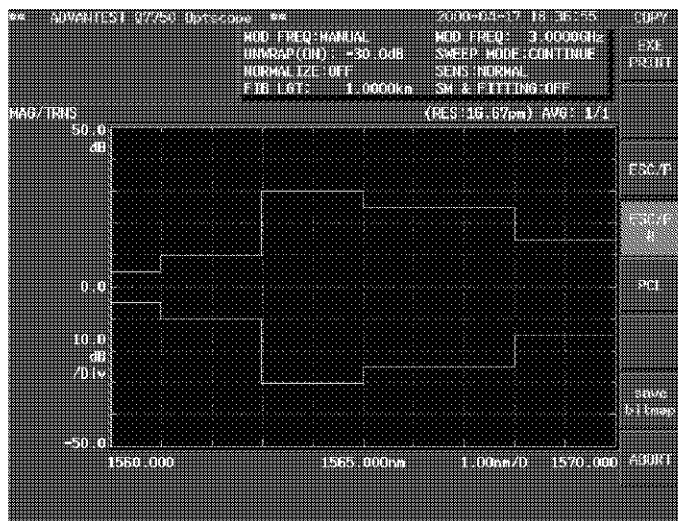 ** ADVANTEST Q7750 Optscope ** 2000-04-17 18:36:55 COPY
MOD FREQ:MANUAL MOD FREQ: 3.0000GHz
UNWRAP(ON): -30.0dB SWEEP MODE:CONTINUE
NORMALIZE:OFF SENS:NORMAL
FIB LGT: 1.0000km SM & FITTING:OFF
EXE
PRINT
MAG/TRNS (RES:16.67pm) AVG: 1/1
50.0
dB
ESC/P
ESC/P
0.0
PCL
10.0
dB
/Div
save
bitmap
-50.0
1560.000 1565.000nm 1.00nm/D 1570.000
ABORT